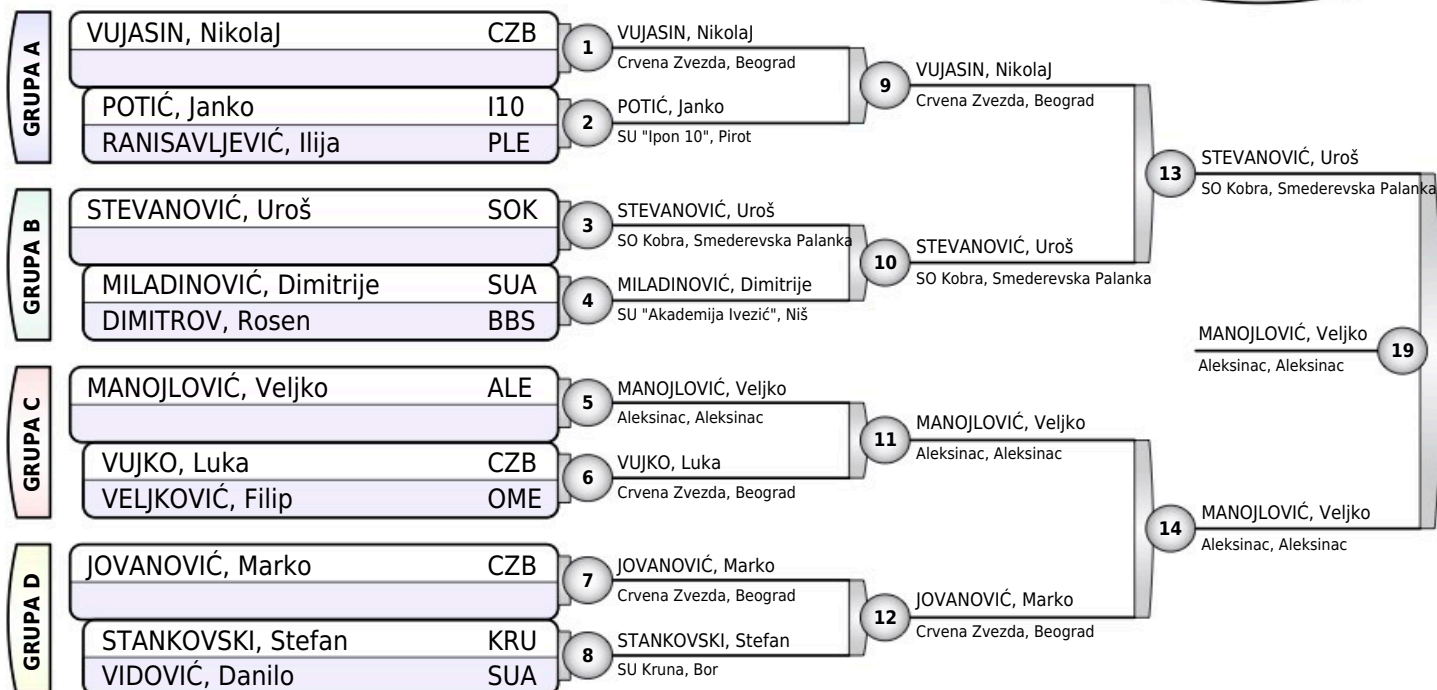 GRUPA A
VUJASIN, NikolaJ CZB
POTIĆ, Janko I10
RANISAVLJEVIĆ, Ilija PLE
GRUPA B
STEVANOVIĆ, Uroš SOK
MILADINOVIĆ, Dimitrije SUA
DIMITROV, Rosen BBS
GRUPA C
MANOJLOVIĆ, Veljko ALE
VUJKO, Luka CZB
VELJKOVIĆ, Filip OME
GRUPA D
JOVANOVIĆ, Marko CZB
STANKOVSKI, Stefan KRU
VIDOVIĆ, Danilo SUA
1
VUJASIN, NikolaJ
Crvena Zvezda, Beograd
2
POTIĆ, Janko
SU "Ipon 10", Pirot
3
STEVANOVIĆ, Uroš
SO Kobra, Smederevska Palanka
4
MILADINOVIĆ, Dimitrije
SU "Akademija Ivezić", Niš
5
MANOJLOVIĆ, Veljko
Aleksinac, Aleksinac
6
VUJKO, Luka
Crvena Zvezda, Beograd
7
JOVANOVIĆ, Marko
Crvena Zvezda, Beograd
8
STANKOVSKI, Stefan
SU Kruna, Bor
9
VUJASIN, NikolaJ
Crvena Zvezda, Beograd
10
STEVANOVIĆ, Uroš
SO Kobra, Smederevska Palanka
11
MANOJLOVIĆ, Veljko
Aleksinac, Aleksinac
12
JOVANOVIĆ, Marko
Crvena Zvezda, Beograd
13
STEVANOVIĆ, Uroš
SO Kobra, Smederevska Palanka
14
MANOJLOVIĆ, Veljko
Aleksinac, Aleksinac
MANOJLOVIĆ, Veljko
Aleksinac, Aleksinac
19